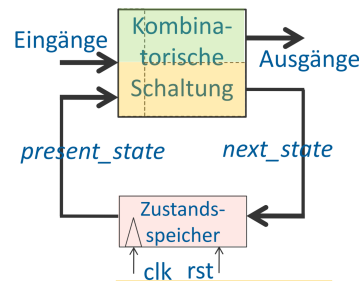 Kombina-
torische
Schaltung
Eingänge
Ausgänge
present_state
next_state
Zustands-
speicher
clk rst